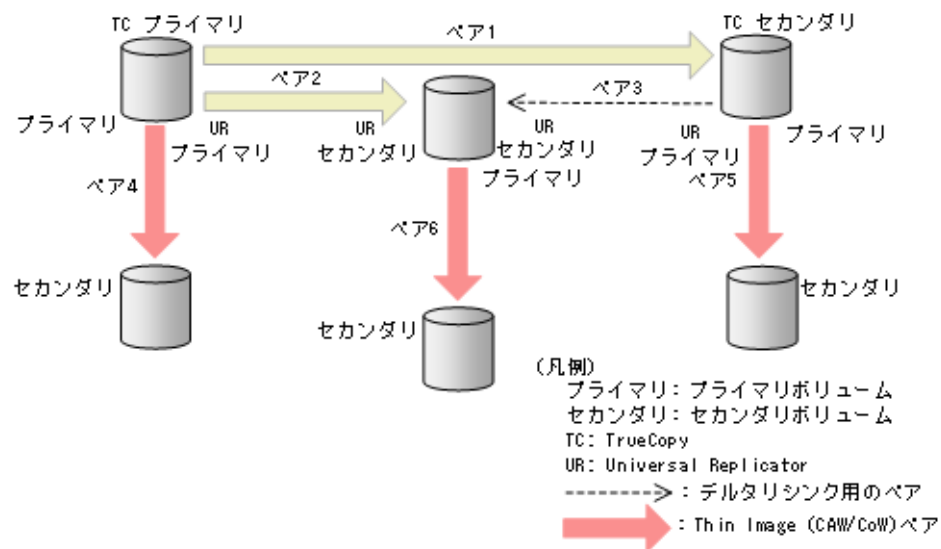 TC プライマリ
TC セカンダリ
ペア1
ペア2
ペア3
プライマリ
UR
プライマリ
UR
セカンダリ
UR
セカンダリ
プライマリ
UR
プライマリ
プライマリ
ペア4
ペア5
ペア6
セカンダリ
セカンダリ
セカンダリ
(凡例)
プライマリ: プライマリボリューム
セカンダリ: セカンダリボリューム
TC: TrueCopy
UR: Universal Replicator
: デルタリシンク用のペア
: Thin Image (CAW/CoW)ペア